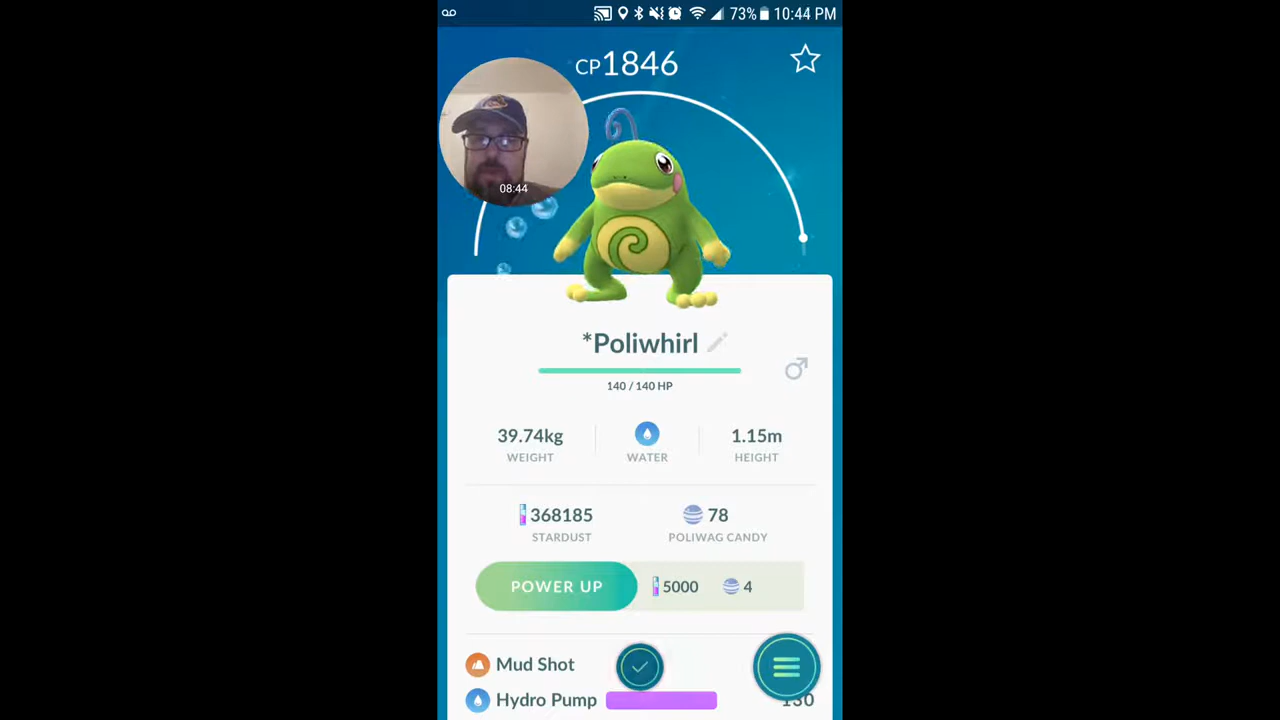 73% 10:44 PM
CP1846
08:44
*Poliwhirl
140 / 140 HP
39.74kg
WEIGHT
WATER
1.15m
HEIGHT
368185
STARDUST
78
POLIWAG CANDY
POWER UP 5000 4
Mud Shot
Hydro Pump 130